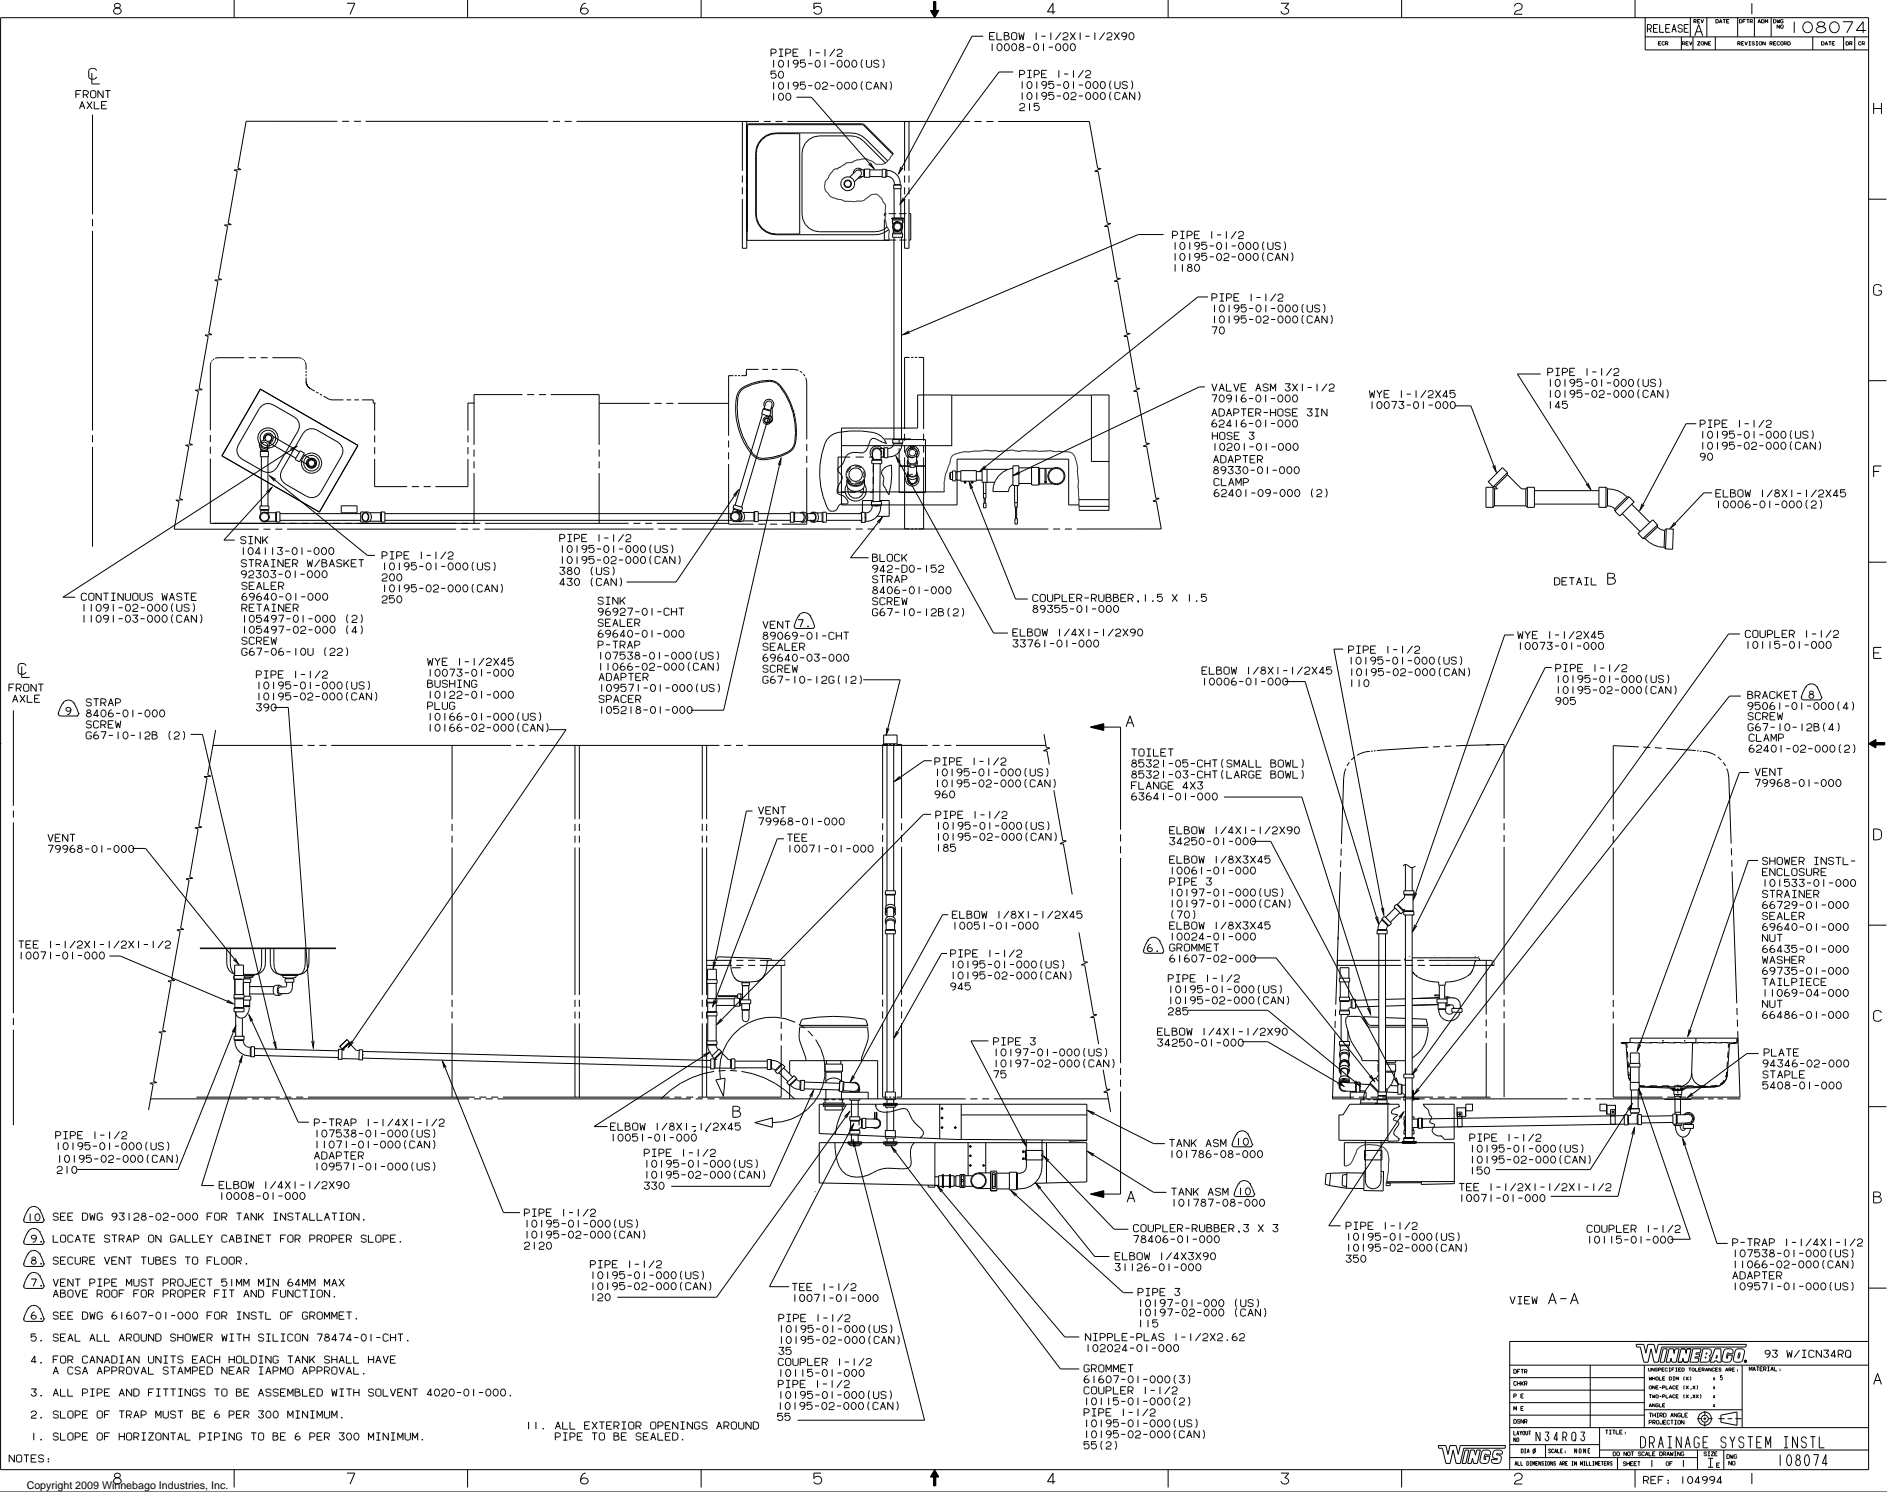 8 7 6 5 4 3 2 1
RELEASE REV A DATE DFTR ADM DWG NO 108074
ECR REV ZONE REVISION RECORD DATE DR CR
H
G
F
E
D
C
B
A
CL
FRONT
AXLE
PIPE 1-1/2
10195-01-000(US)
50
10195-02-000(CAN)
100
ELBOW 1-1/2X1-1/2X90
10008-01-000
PIPE 1-1/2
10195-01-000(US)
10195-02-000(CAN)
215
PIPE 1-1/2
10195-01-000(US)
10195-02-000(CAN)
1180
PIPE 1-1/2
10195-01-000(US)
10195-02-000(CAN)
70
VALVE ASM 3X1-1/2
70916-01-000
ADAPTER-HOSE 3IN
62416-01-000
HOSE 3
10201-01-000
ADAPTER
89330-01-000
CLAMP
62401-09-000 (2)
WYE 1-1/2X45
10073-01-000
PIPE 1-1/2
10195-01-000(US)
10195-02-000(CAN)
145
PIPE 1-1/2
10195-01-000(US)
10195-02-000(CAN)
90
ELBOW 1/8X1-1/2X45
10006-01-000(2)
DETAIL B
CONTINUOUS WASTE
11091-02-000(US)
11091-03-000(CAN)
SINK
104113-01-000
STRAINER W/BASKET
92303-01-000
SEALER
69640-01-000
RETAINER
105497-01-000 (2)
105497-02-000 (4)
SCREW
G67-06-10U (22)
PIPE 1-1/2
10195-01-000(US)
200
10195-02-000(CAN)
250
PIPE 1-1/2
10195-01-000(US)
10195-02-000(CAN)
380 (US)
430 (CAN)
SINK
96927-01-CHT
SEALER
69640-01-000
P-TRAP
107538-01-000(US)
11066-02-000(CAN)
ADAPTER
109571-01-000(US)
SPACER
105218-01-000
VENT 7.
89069-01-CHT
SEALER
69640-03-000
SCREW
G67-10-12G(12)
BLOCK
942-D0-152
STRAP
8406-01-000
SCREW
G67-10-12B(2)
COUPLER-RUBBER,1.5 X 1.5
89355-01-000
ELBOW 1/4X1-1/2X90
33761-01-000
CL
FRONT
AXLE
9 STRAP
8406-01-000
SCREW
G67-10-12B (2)
PIPE 1-1/2
10195-01-000(US)
10195-02-000(CAN)
390
WYE 1-1/2X45
10073-01-000
BUSHING
10122-01-000
PLUG
10166-01-000(US)
10166-02-000(CAN)
VENT
79968-01-000
TEE 1-1/2X1-1/2X1-1/2
10071-01-000
VENT
79968-01-000
TEE
10071-01-000
PIPE 1-1/2
10195-01-000(US)
10195-02-000(CAN)
960
PIPE 1-1/2
10195-01-000(US)
10195-02-000(CAN)
185
ELBOW 1/8X1-1/2X45
10051-01-000
PIPE 1-1/2
10195-01-000(US)
10195-02-000(CAN)
945
PIPE 3
10197-01-000(US)
10197-02-000(CAN)
75
A
A
B
TOILET
85321-05-CHT(SMALL BOWL)
85321-03-CHT(LARGE BOWL)
FLANGE 4X3
63641-01-000
ELBOW 1/4X1-1/2X90
34250-01-000
ELBOW 1/8X3X45
10061-01-000
PIPE 3
10197-01-000(US)
10197-01-000(CAN)
(70)
ELBOW 1/8X3X45
10024-01-000
6. GROMMET
61607-02-000
PIPE 1-1/2
10195-01-000(US)
10195-02-000(CAN)
285
ELBOW 1/4X1-1/2X90
34250-01-000
ELBOW 1/8X1-1/2X45
10006-01-000
PIPE 1-1/2
10195-01-000(US)
10195-02-000(CAN)
110
WYE 1-1/2X45
10073-01-000
PIPE 1-1/2
10195-01-000(US)
10195-02-000(CAN)
905
COUPLER 1-1/2
10115-01-000
BRACKET 8
95061-01-000(4)
SCREW
G67-10-12B(4)
CLAMP
62401-02-000(2)
VENT
79968-01-000
SHOWER INSTL-
ENCLOSURE
101533-01-000
STRAINER
66729-01-000
SEALER
69640-01-000
NUT
66435-01-000
WASHER
69735-01-000
TAILPIECE
11069-04-000
NUT
66486-01-000
PLATE
94346-02-000
STAPLE
5408-01-000
PIPE 1-1/2
10195-01-000(US)
10195-02-000(CAN)
210
P-TRAP 1-1/4X1-1/2
107538-01-000(US)
11071-01-000(CAN)
ADAPTER
109571-01-000(US)
ELBOW 1/4X1-1/2X90
10008-01-000
PIPE 1-1/2
10195-01-000(US)
10195-02-000(CAN)
2120
ELBOW 1/8X1-1/2X45
10051-01-000
PIPE 1-1/2
10195-01-000(US)
10195-02-000(CAN)
330
PIPE 1-1/2
10195-01-000(US)
10195-02-000(CAN)
120
TEE 1-1/2
10071-01-000
PIPE 1-1/2
10195-01-000(US)
10195-02-000(CAN)
35
COUPLER 1-1/2
10115-01-000
PIPE 1-1/2
10195-01-000(US)
10195-02-000(CAN)
55
TANK ASM 10
101786-08-000
TANK ASM 10
101787-08-000
COUPLER-RUBBER,3 X 3
78406-01-000
ELBOW 1/4X3X90
31126-01-000
PIPE 3
10197-01-000 (US)
10197-02-000 (CAN)
115
NIPPLE-PLAS 1-1/2X2.62
102024-01-000
GROMMET
61607-01-000(3)
COUPLER 1-1/2
10115-01-000(2)
PIPE 1-1/2
10195-01-000(US)
10195-02-000(CAN)
55(2)
PIPE 1-1/2
10195-01-000(US)
10195-02-000(CAN)
150
TEE 1-1/2X1-1/2X1-1/2
10071-01-000
PIPE 1-1/2
10195-01-000(US)
10195-02-000(CAN)
350
COUPLER 1-1/2
10115-01-000
P-TRAP 1-1/4X1-1/2
107538-01-000(US)
11066-02-000(CAN)
ADAPTER
109571-01-000(US)
VIEW A-A
10 SEE DWG 93128-02-000 FOR TANK INSTALLATION.
9. LOCATE STRAP ON GALLEY CABINET FOR PROPER SLOPE.
8. SECURE VENT TUBES TO FLOOR.
7. VENT PIPE MUST PROJECT 51MM MIN 64MM MAX
ABOVE ROOF FOR PROPER FIT AND FUNCTION.
6. SEE DWG 61607-01-000 FOR INSTL OF GROMMET.
5. SEAL ALL AROUND SHOWER WITH SILICON 78474-01-CHT.
4. FOR CANADIAN UNITS EACH HOLDING TANK SHALL HAVE
A CSA APPROVAL STAMPED NEAR IAPMO APPROVAL.
3. ALL PIPE AND FITTINGS TO BE ASSEMBLED WITH SOLVENT 4020-01-000.
2. SLOPE OF TRAP MUST BE 6 PER 300 MINIMUM.
1. SLOPE OF HORIZONTAL PIPING TO BE 6 PER 300 MINIMUM.
11. ALL EXTERIOR OPENINGS AROUND
PIPE TO BE SEALED.
NOTES:
WINNEBAGO. 93 W/ICN34RQ
DFTR
CHKR
P E
M E
DSNR
UNSPECIFIED TOLERANCES ARE:
WHOLE DIM (X) ± 5
ONE-PLACE (X.X) ±
TWO-PLACE (X.XX) ±
ANGLE ±
THIRD ANGLE
PROJECTION
MATERIAL:
LAYOUT NO N34RQ3
TITLE: DRAINAGE SYSTEM INSTL
DIA Ø SCALE: NONE DO NOT SCALE DRAWING
ALL DIMENSIONS ARE IN MILLIMETERS SHEET 1 OF 1
SIZE IE DWG NO 108074
WINGS
REF: 104994
8 7 6 5 4 3 2 1
Copyright 2009 Winnebago Industries, Inc.